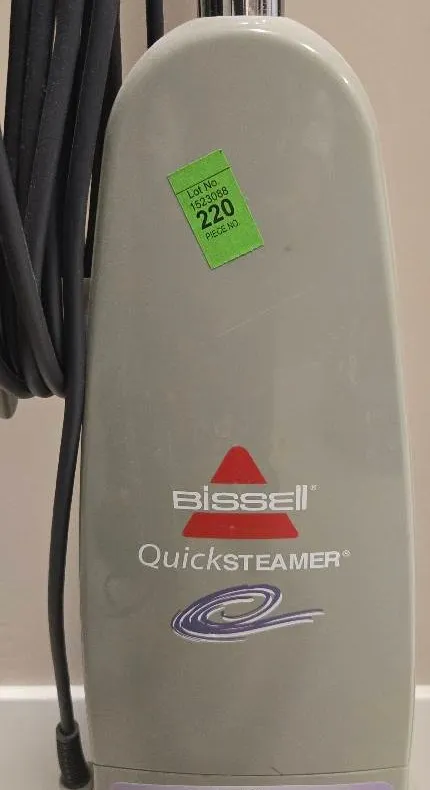 Lot No.
1523088
220
PIECE NO.
BISSELL®
QuickSTEAMER®